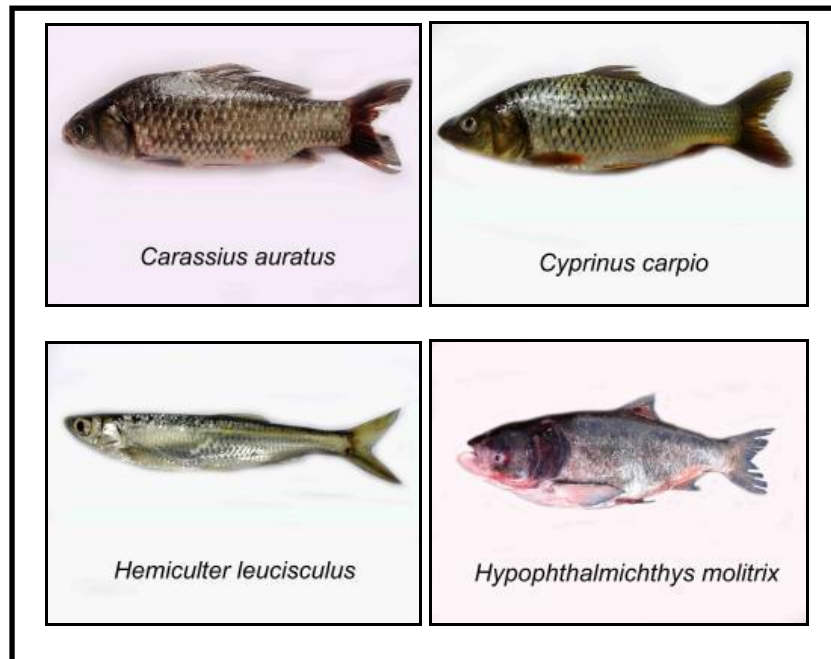 Carassius auratus
Cyprinus carpio
Hemiculter leucisculus
Hypophthalmichthys molitrix